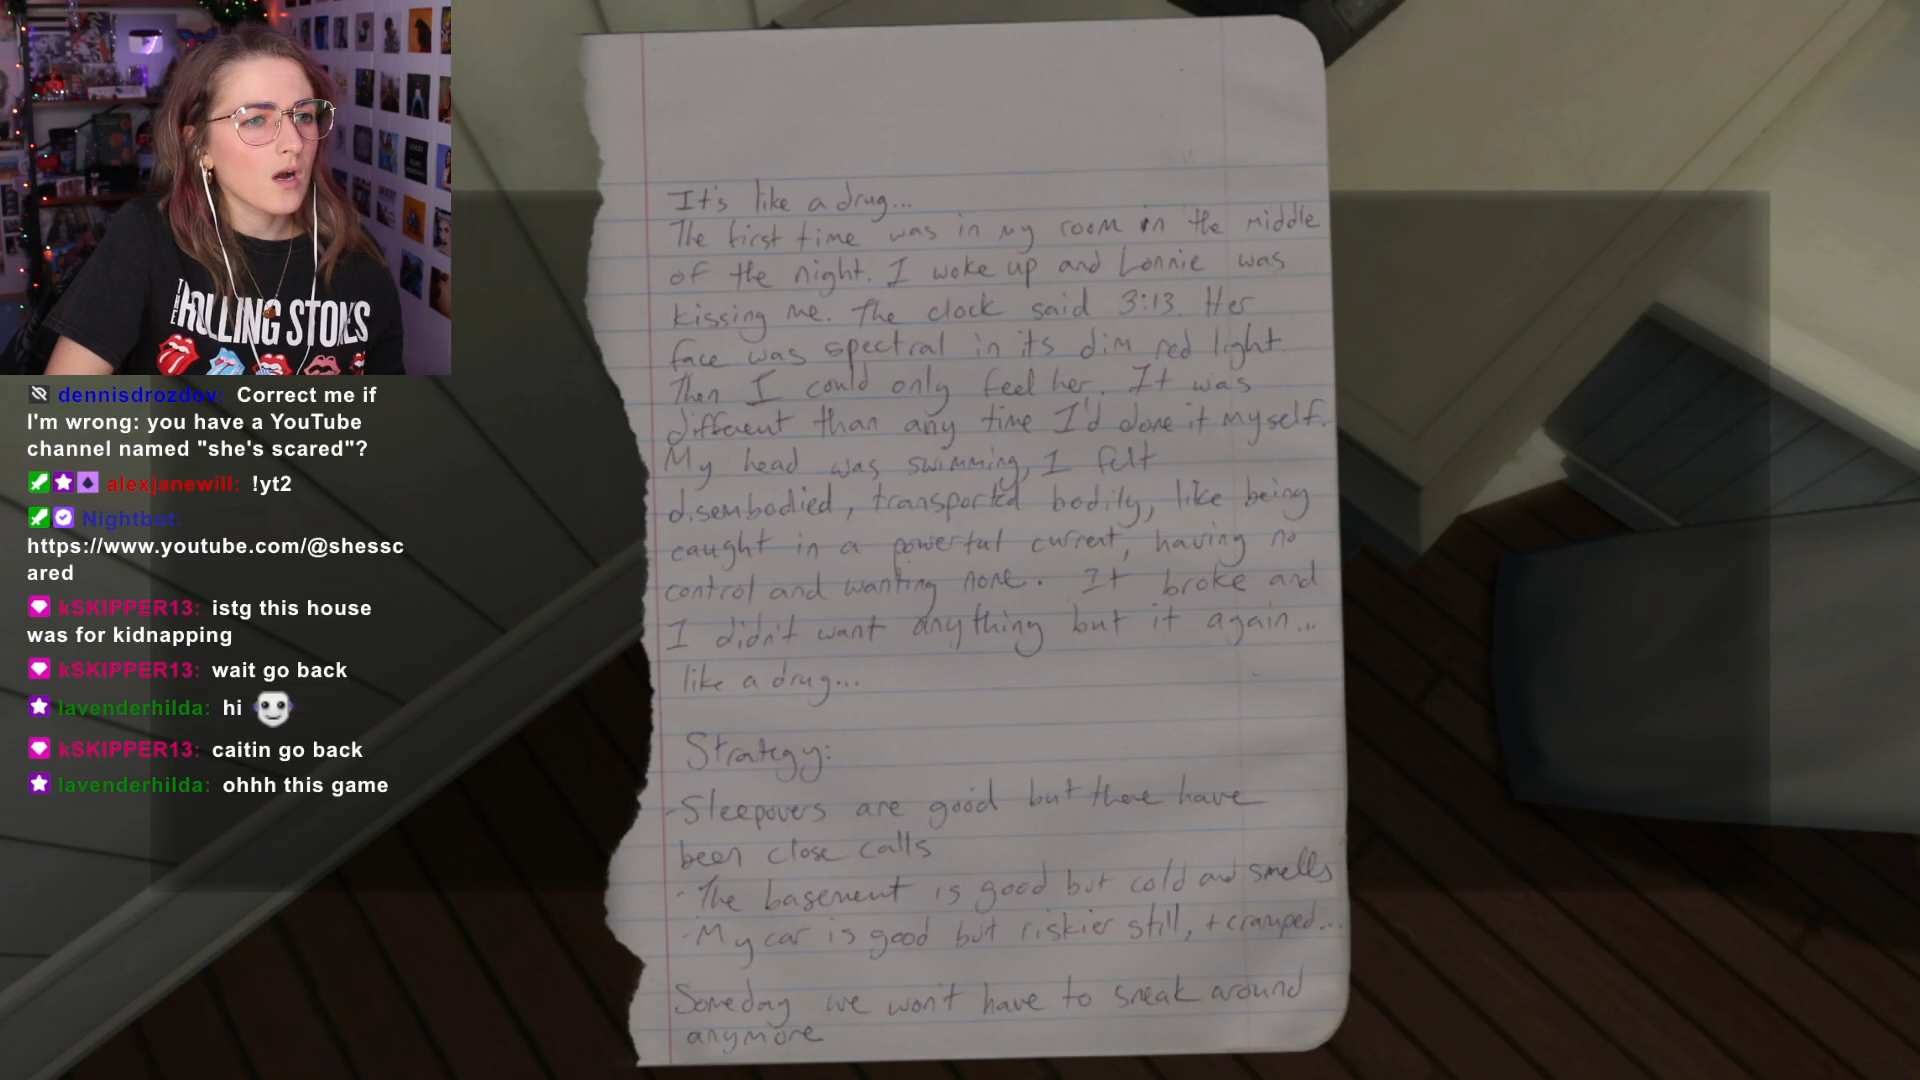 THE
ROLLING STONES
dennisdrozdov: Correct me if
I'm wrong: you have a YouTube
channel named "she's scared"?
alexjanewill: !yt2
Nightbot:
https://www.youtube.com/@shessc
ared
kSKIPPER13: istg this house
was for kidnapping
kSKIPPER13: wait go back
lavenderhilda: hi
kSKIPPER13: caitin go back
lavenderhilda: ohhh this game
It's like a drug...
The first time was in my room in the middle
of the night. I woke up and Lonnie was
kissing me. The clock said 3:13. Her
face was spectral in its dim red light.
Then I could only feel her. It was
different than any time I'd done it myself.
My head was swimming, I felt
disembodied, transported bodily, like being
caught in a powerful current, having no
control and wanting none. It broke and
I didn't want anything but it again...
like a drug...
Strategy:
- Sleepovers are good but there have
been close calls
- The basement is good but cold and smells
- My car is good but riskier still, + cramped...
Someday we won't have to sneak around
anymore